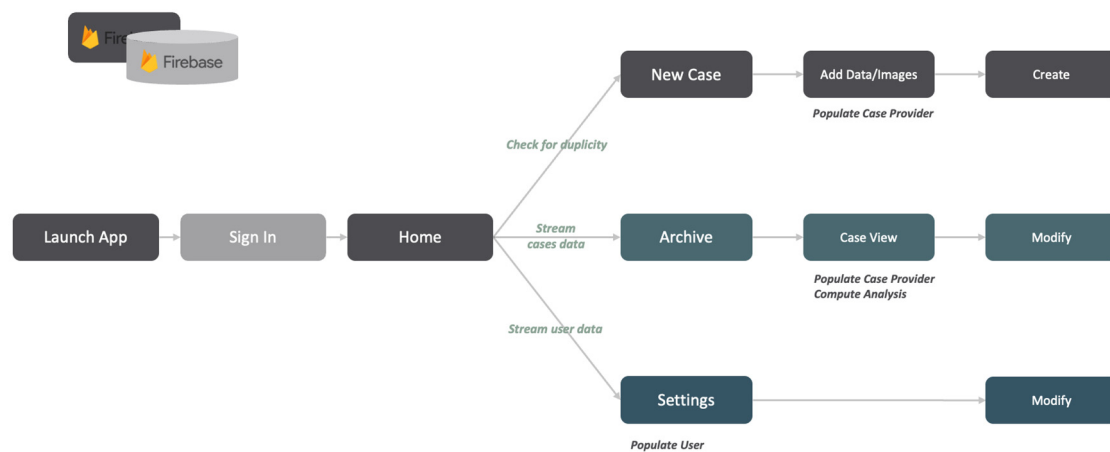 Fire
Firebase
New Case
Add Data/Images
Create
Populate Case Provider
Check for duplicity
Launch App
Sign In
Home
Stream
cases data
Archive
Case View
Modify
Populate Case Provider
Compute Analysis
Stream user data
Settings
Modify
Populate User